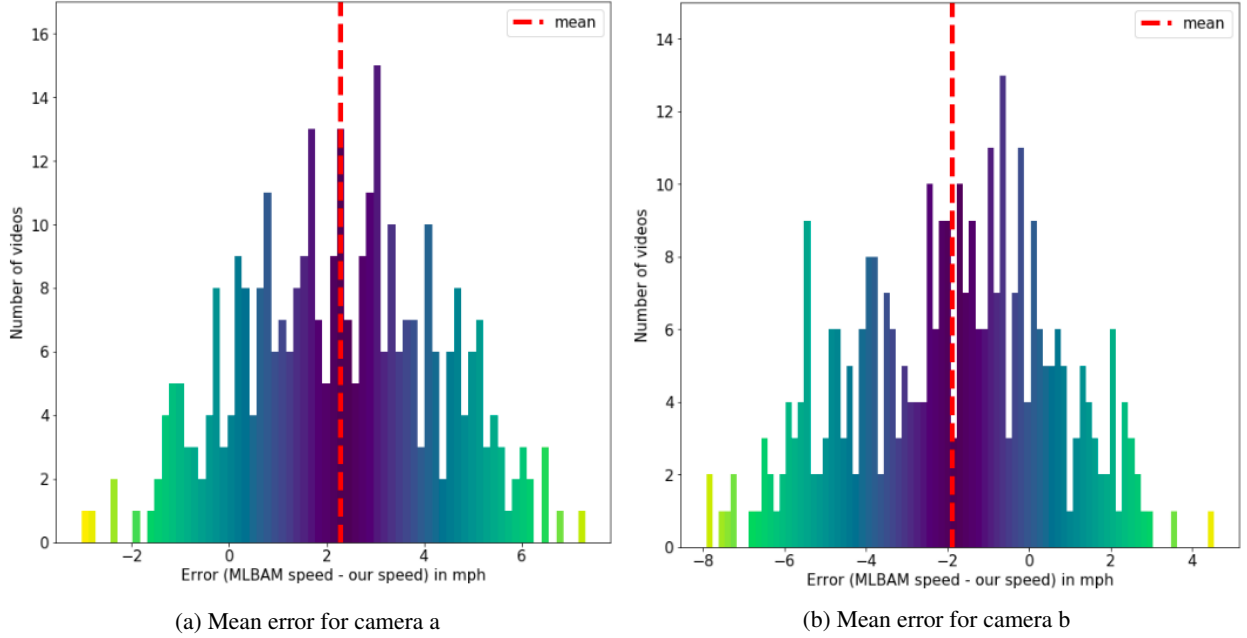 mean
16
14
12
10
8
6
4
2
0
Number of videos
−2 0 2 4 6
Error (MLBAM speed - our speed) in mph
(a) Mean error for camera a
mean
14
12
10
8
6
4
2
0
Number of videos
−8 −6 −4 −2 0 2 4
Error (MLBAM speed - our speed) in mph
(b) Mean error for camera b